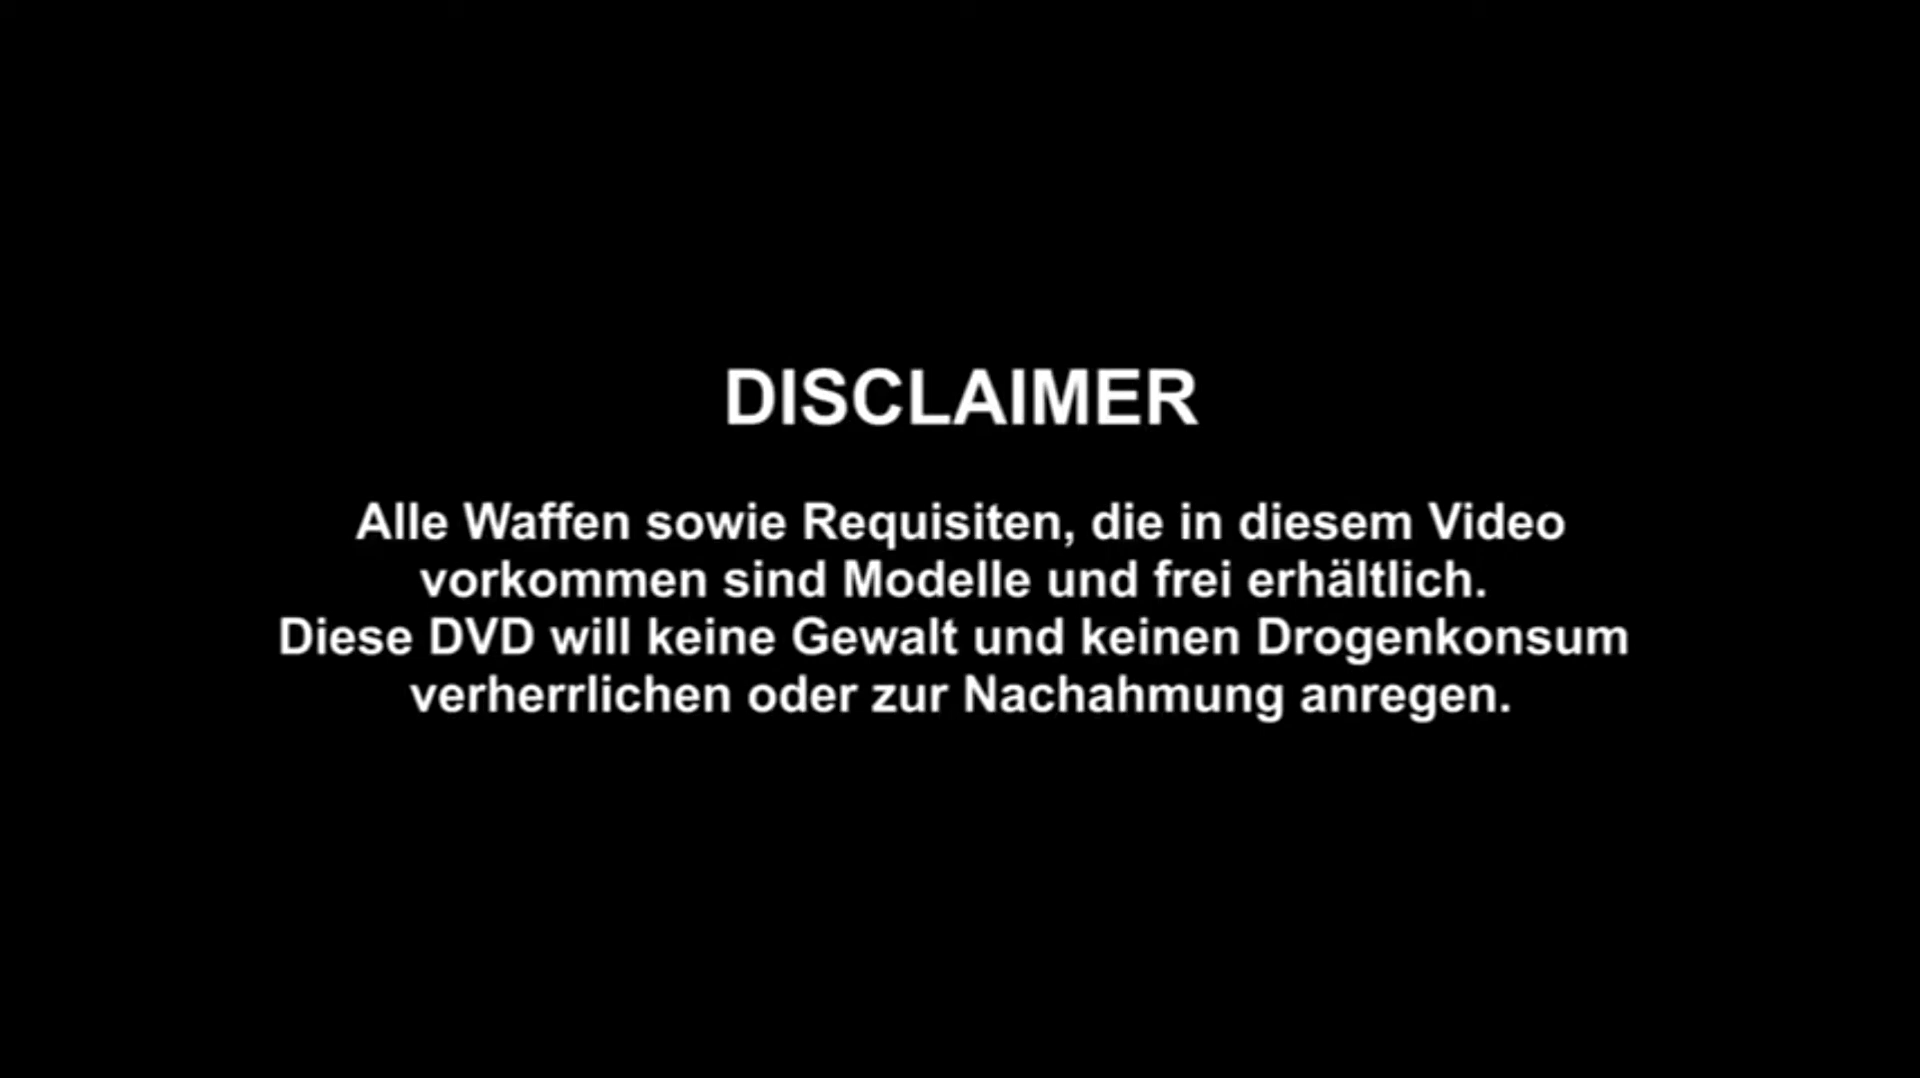 DISCLAIMER
Alle Waffen sowie Requisiten, die in diesem Video
vorkommen sind Modelle und frei erhältlich.
Diese DVD will keine Gewalt und keinen Drogenkonsum
verherrlichen oder zur Nachahmung anregen.